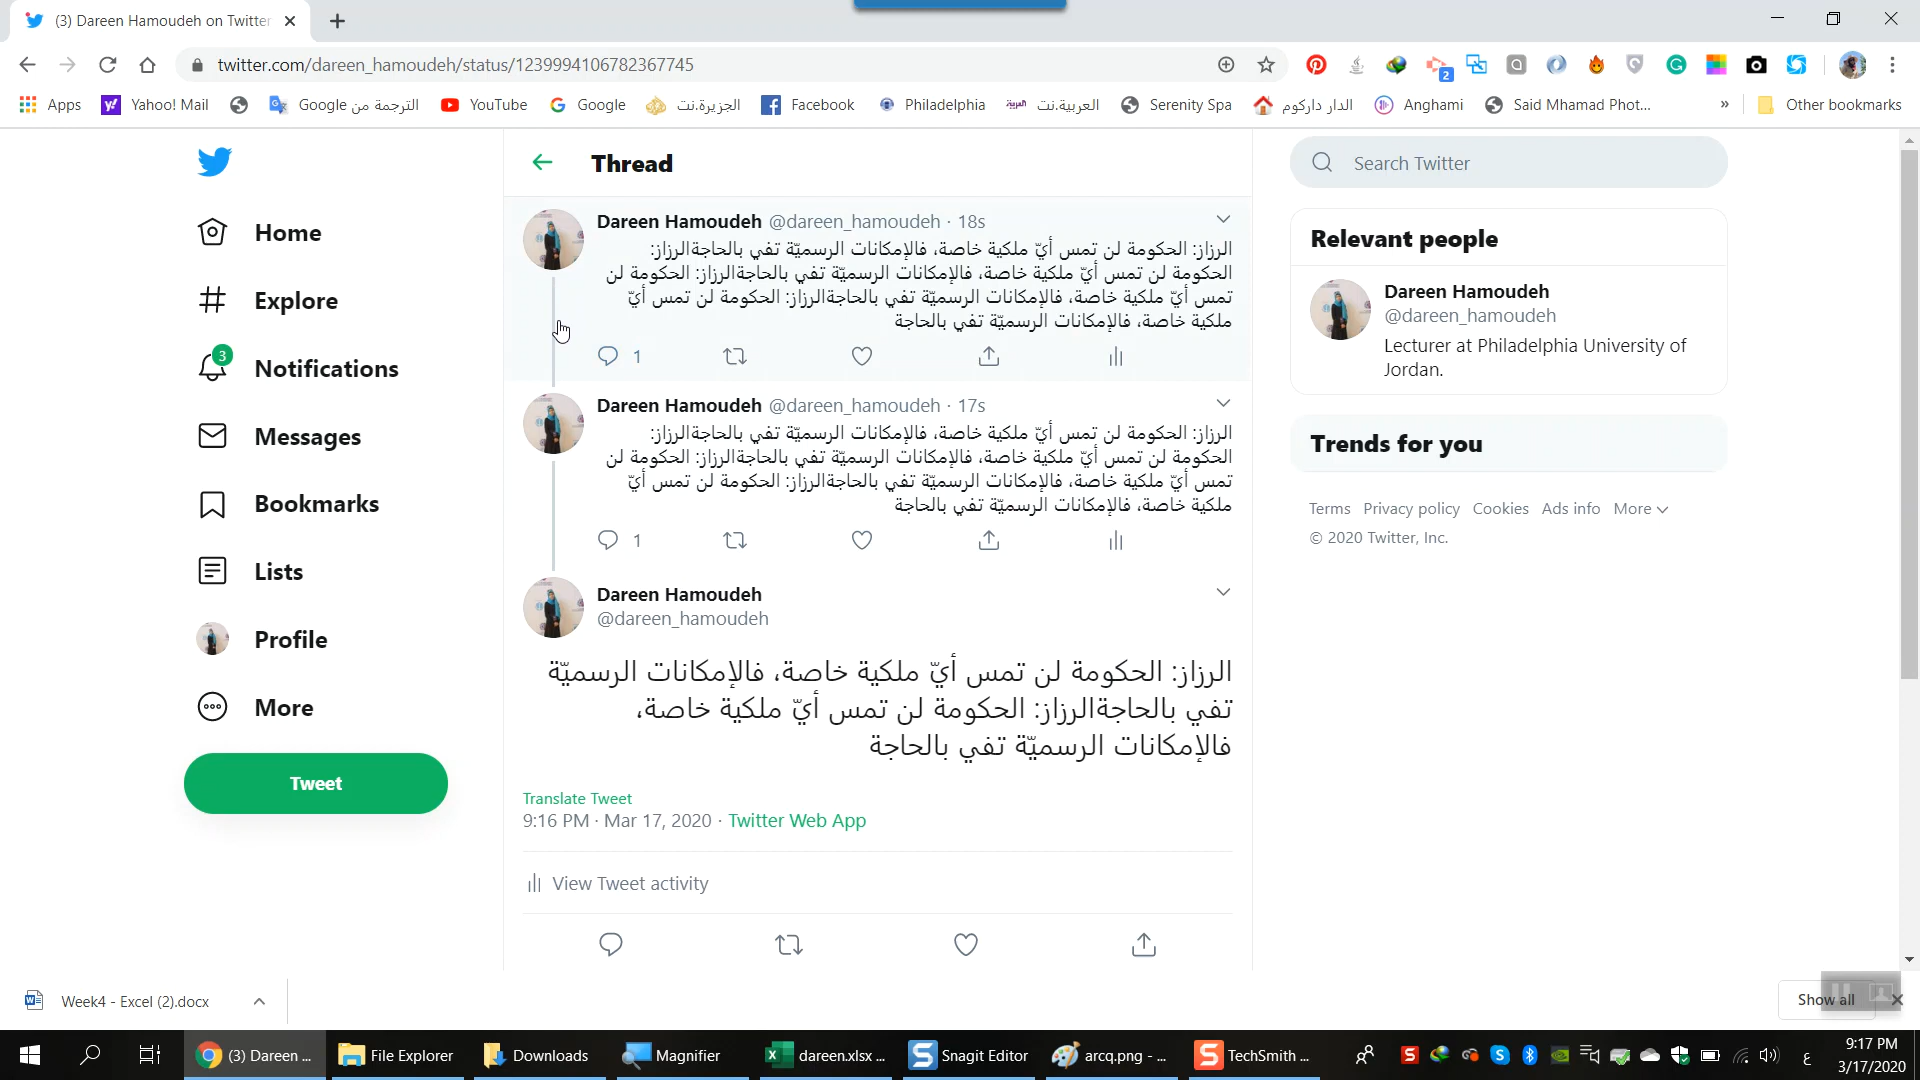 (3) Dareen Hamoudeh on Twitter
twitter.com/dareen_hamoudeh/status/1239994106782367745
2
Apps
Yahoo! Mail
الترجمة من Google
YouTube
Google
الجزيرة.نت
Facebook
Philadelphia
العربية.نت
Serenity Spa
الدار داركوم
Anghami
Said Mhamad Phot...
»
Other bookmarks
Thread
Search Twitter
Home
Explore
3
Notifications
Messages
Bookmarks
Lists
Profile
More
Tweet
Dareen Hamoudeh @dareen_hamoudeh · 18s
الرزاز: الحكومة لن تمس أيّ ملكية خاصة، فالإمكانات الرسميّة تفي بالحاجةالرزاز:
الحكومة لن تمس أيّ ملكية خاصة، فالإمكانات الرسميّة تفي بالحاجةالرزاز: الحكومة لن
تمس أيّ ملكية خاصة، فالإمكانات الرسميّة تفي بالحاجةالرزاز: الحكومة لن تمس أيّ
ملكية خاصة، فالإمكانات الرسميّة تفي بالحاجة
1
Dareen Hamoudeh @dareen_hamoudeh · 17s
الرزاز: الحكومة لن تمس أيّ ملكية خاصة، فالإمكانات الرسميّة تفي بالحاجةالرزاز:
الحكومة لن تمس أيّ ملكية خاصة، فالإمكانات الرسميّة تفي بالحاجةالرزاز: الحكومة لن
تمس أيّ ملكية خاصة، فالإمكانات الرسميّة تفي بالحاجةالرزاز: الحكومة لن تمس أيّ
ملكية خاصة، فالإمكانات الرسميّة تفي بالحاجة
1
Dareen Hamoudeh
@dareen_hamoudeh
الرزاز: الحكومة لن تمس أيّ ملكية خاصة، فالإمكانات الرسميّة
تفي بالحاجةالرزاز: الحكومة لن تمس أيّ ملكية خاصة،
فالإمكانات الرسميّة تفي بالحاجة
Translate Tweet
9:16 PM · Mar 17, 2020 · Twitter Web App
View Tweet activity
Relevant people
Dareen Hamoudeh
@dareen_hamoudeh
Lecturer at Philadelphia University of
Jordan.
Trends for you
Terms Privacy policy Cookies Ads info More
© 2020 Twitter, Inc.
Week4 - Excel (2).docx
Show all
(3) Dareen ...
File Explorer
Downloads
Magnifier
dareen.xlsx ...
Snagit Editor
arcq.png - ...
TechSmith ...
ع
9:17 PM
3/17/2020